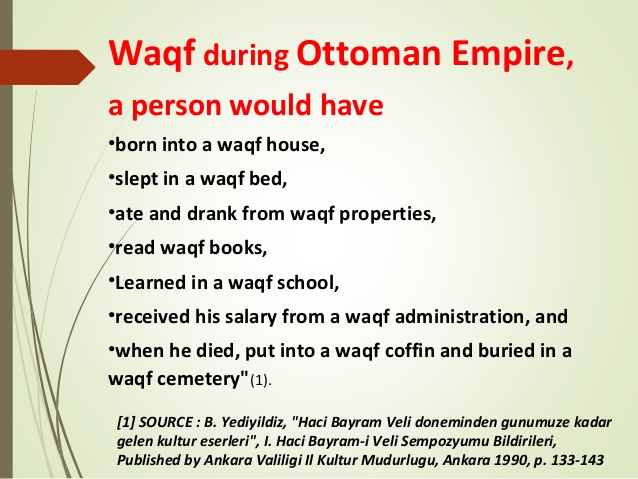 Waqf during Ottoman Empire,
a person would have
•born into a waqf house,
•slept in a waqf bed,
•ate and drank from waqf properties,
•read waqf books,
•Learned in a waqf school,
•received his salary from a waqf administration, and
•when he died, put into a waqf coffin and buried in a
waqf cemetery"(1).
[1] SOURCE : B. Yediyildiz, "Haci Bayram Veli doneminden gunumuze kadar
gelen kultur eserleri", I. Haci Bayram-i Veli Sempozyumu Bildirileri,
Published by Ankara Valiligi Il Kultur Mudurlugu, Ankara 1990, p. 133-143